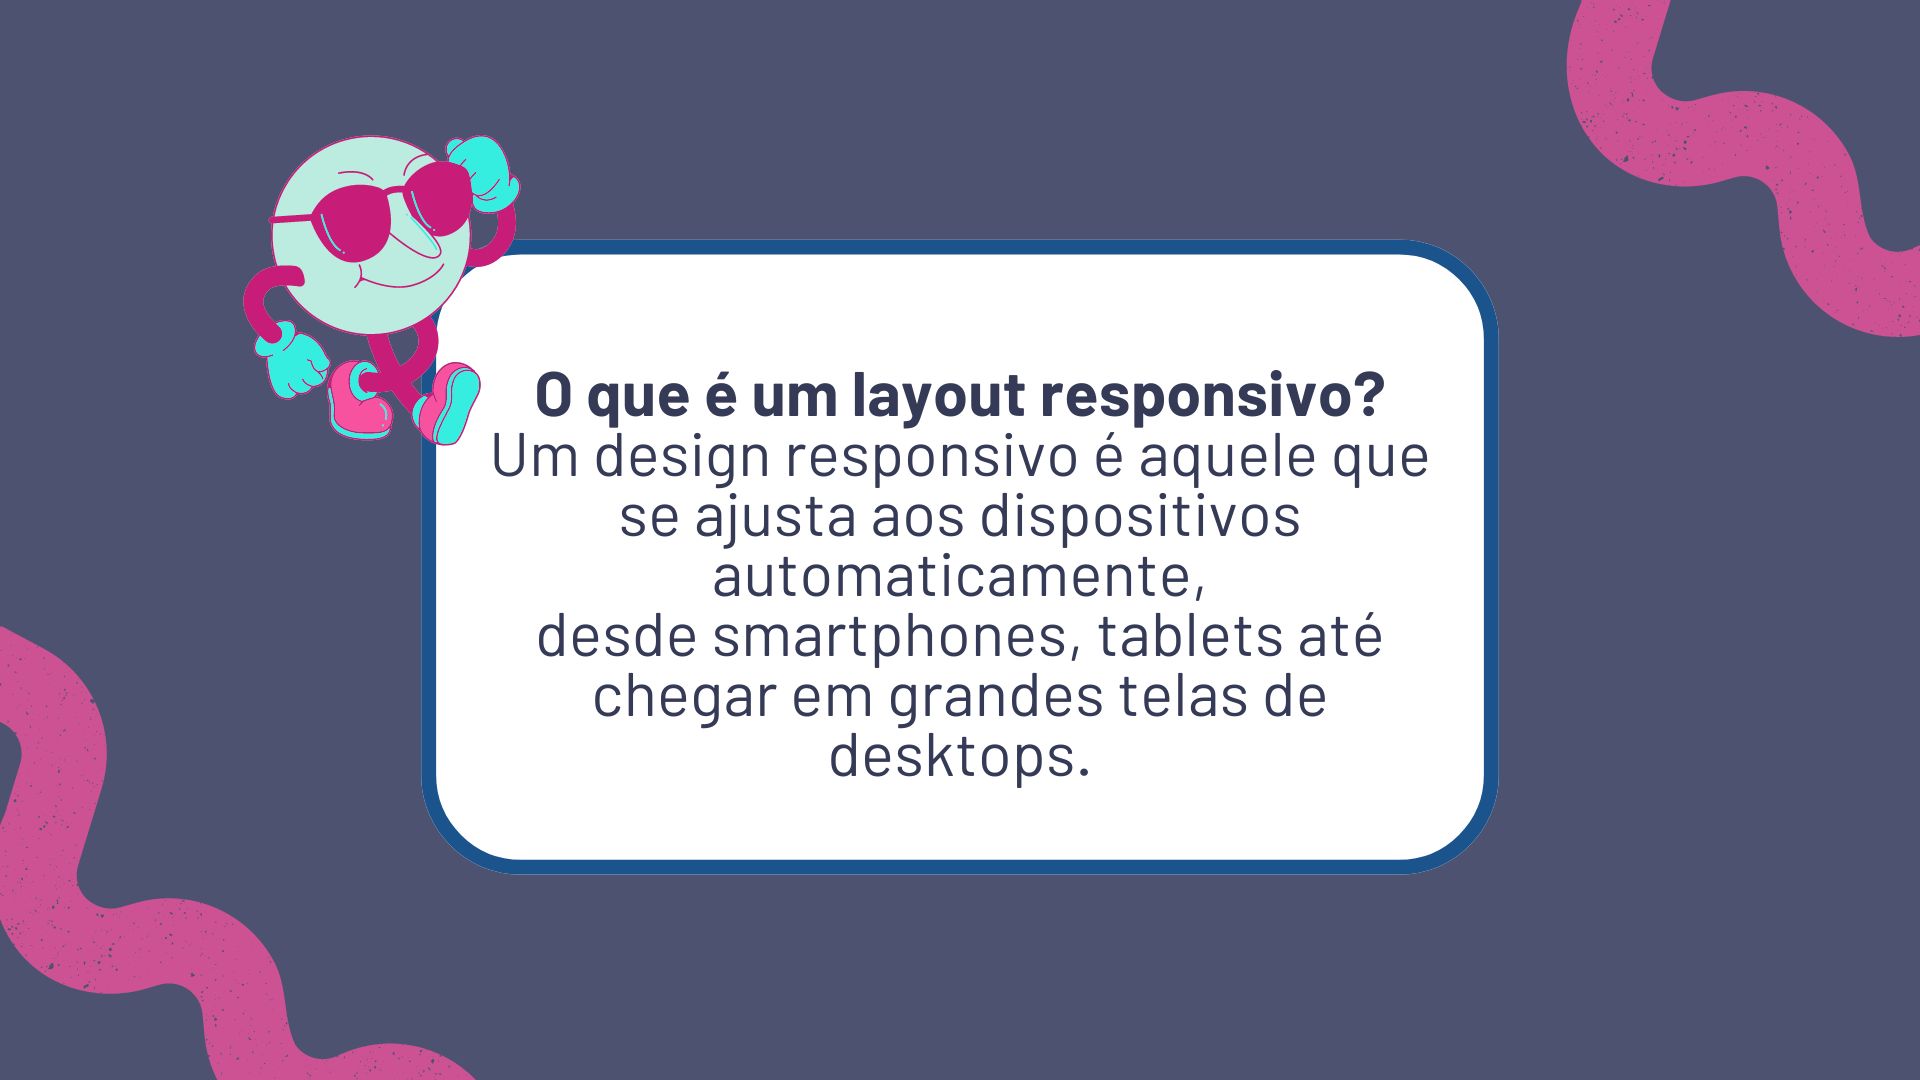 O que é um layout responsivo?
Um design responsivo é aquele que
se ajusta aos dispositivos
automaticamente,
desde smartphones, tablets até
chegar em grandes telas de
desktops.